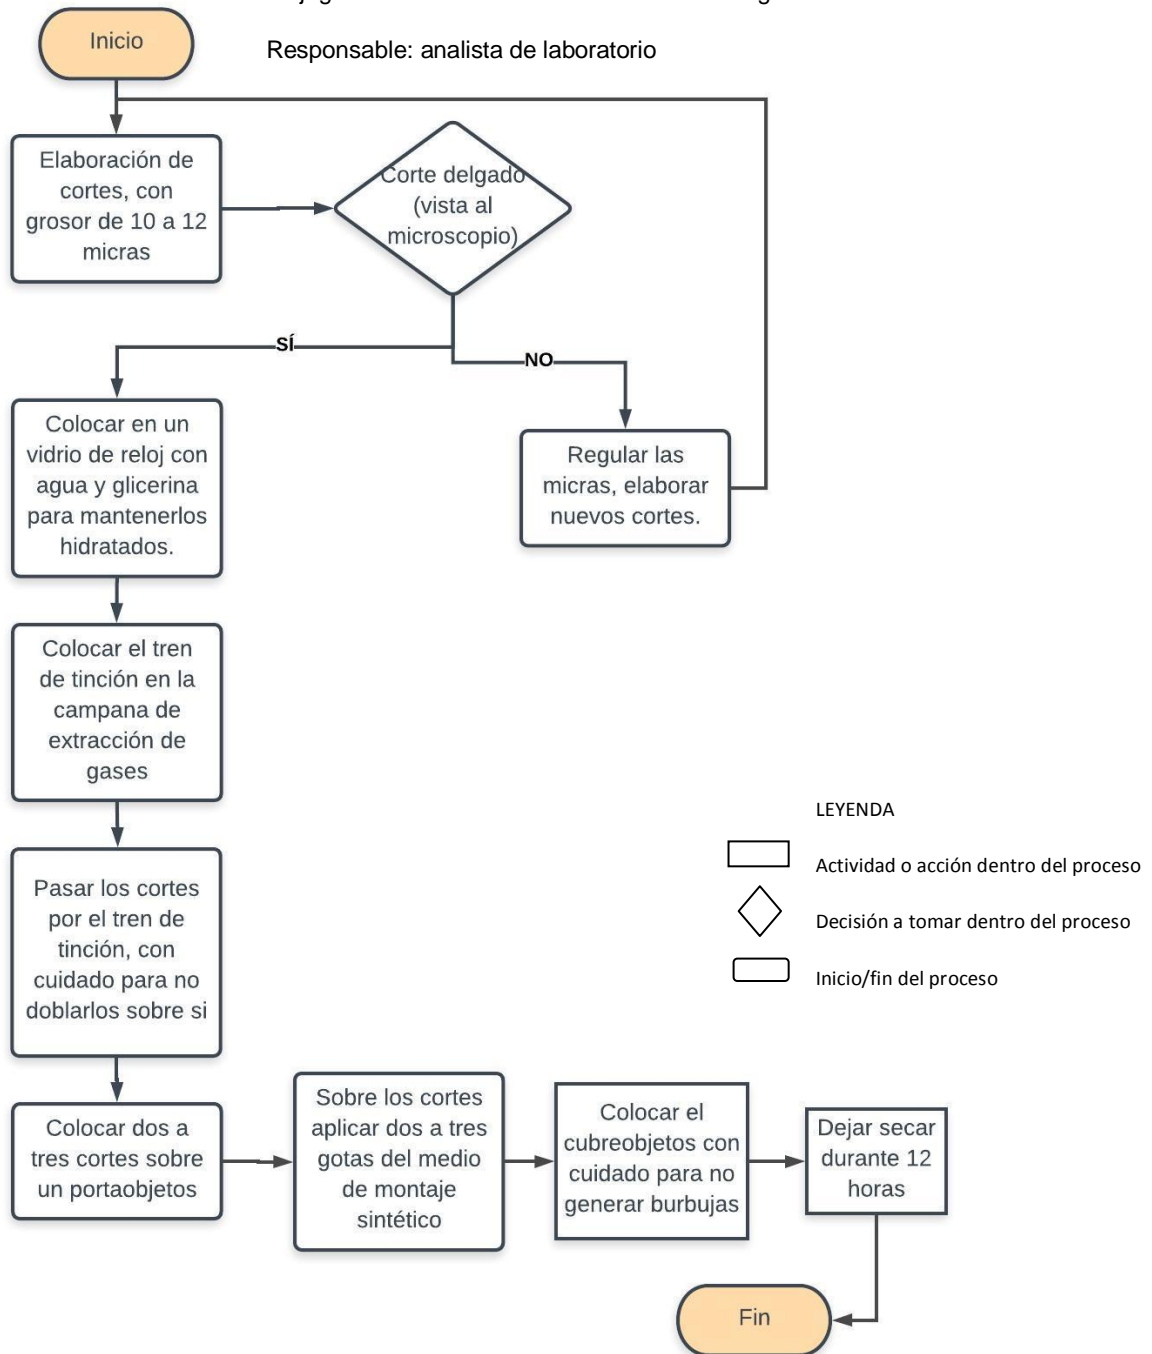 Inicio
Responsable: analista de laboratorio
Elaboración de
cortes, con
grosor de 10 a 12
micras
Corte delgado
(vista al
microscopio)
SÍ
NO
Colocar en un
vidrio de reloj con
agua y glicerina
para mantenerlos
hidratados.
Regular las
micras, elaborar
nuevos cortes.
Colocar el tren
de tinción en la
campana de
extracción de
gases
Pasar los cortes
por el tren de
tinción, con
cuidado para no
doblarlos sobre si
LEYENDA
Actividad o acción dentro del proceso
Decisión a tomar dentro del proceso
Inicio/fin del proceso
Colocar dos a
tres cortes sobre
un portaobjetos
Sobre los cortes
aplicar dos a tres
gotas del medio
de montaje
sintético
Colocar el
cubreobjetos con
cuidado para no
generar burbujas
Dejar secar
durante 12
horas
Fin